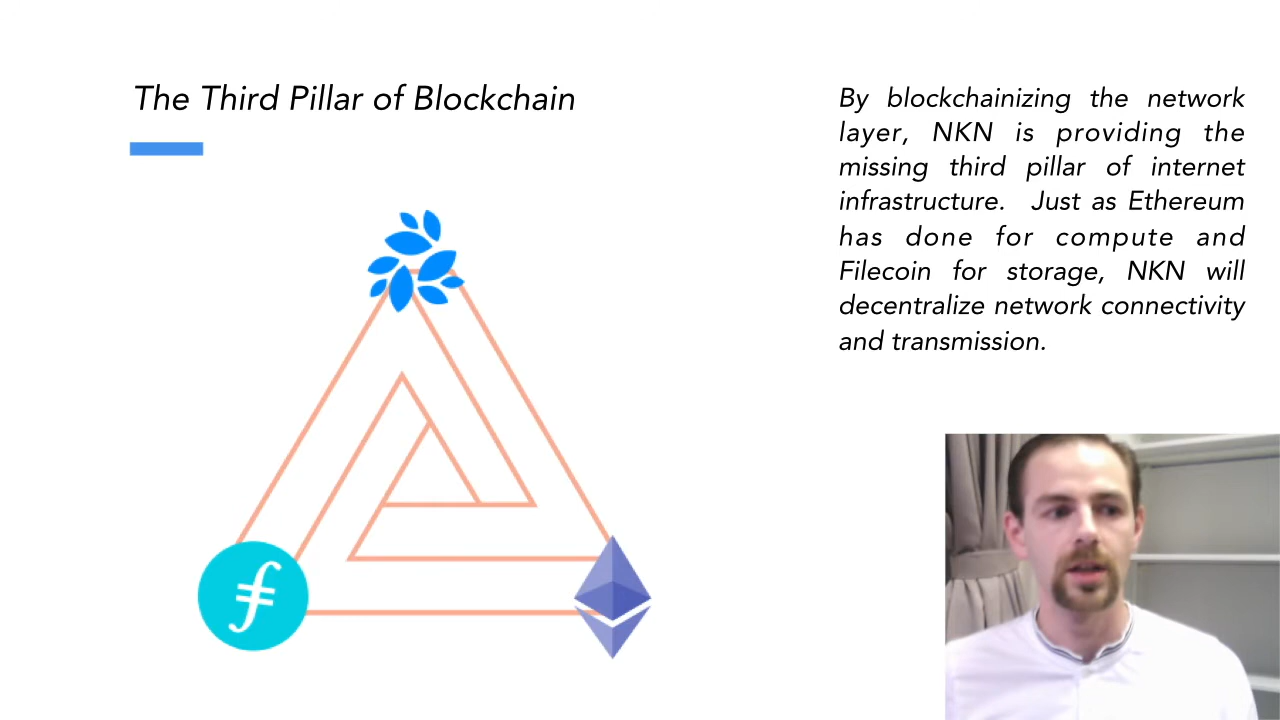 The Third Pillar of Blockchain
By blockchainizing the network
layer, NKN is providing the
missing third pillar of internet
infrastructure. Just as Ethereum
has done for compute and
Filecoin for storage, NKN will
decentralize network connectivity
and transmission.